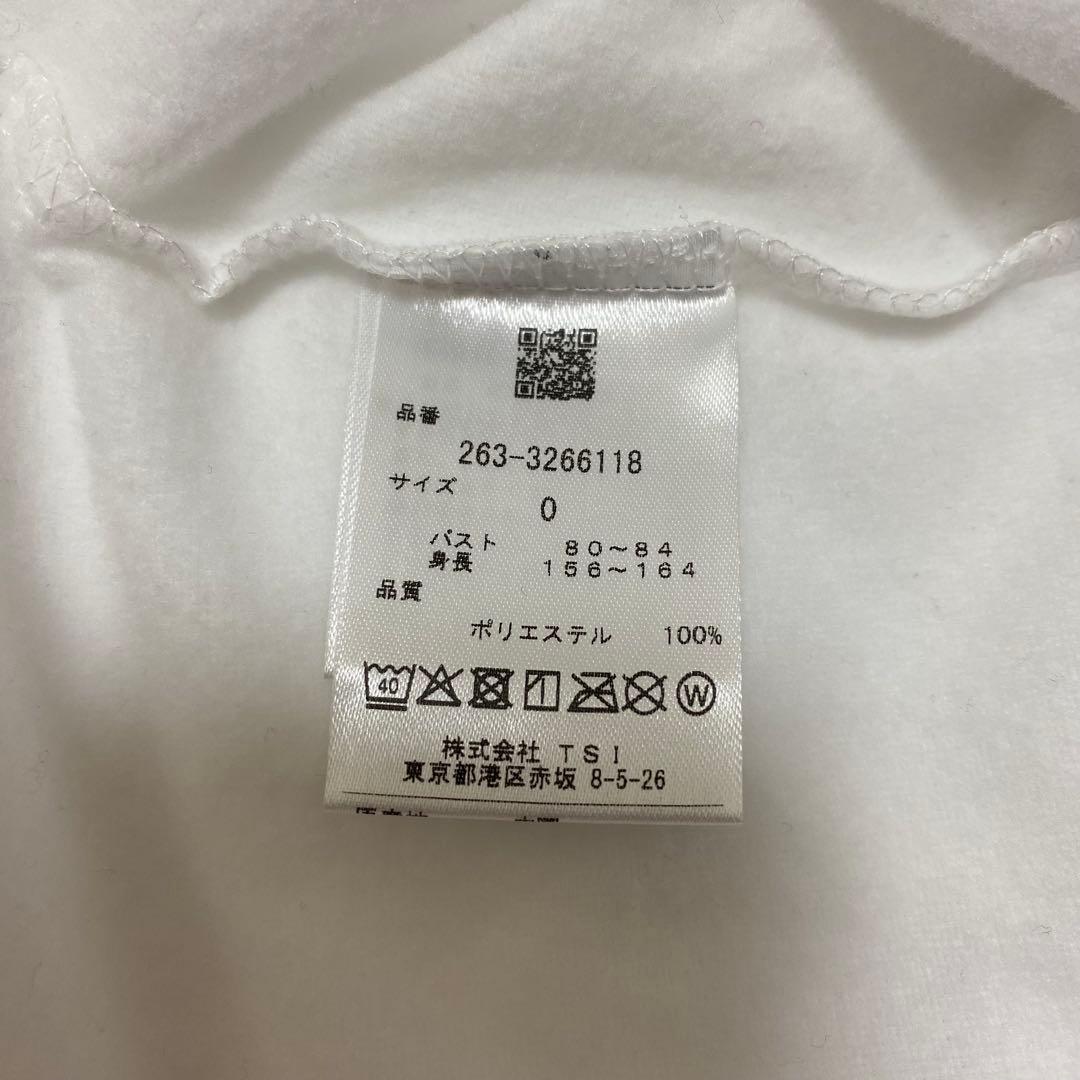 品番
263-3266118
サイズ
0
バスト 80~84
身長 156~164
品質
ポリエステル 100%
40
W
株式会社 TSI
東京都港区赤坂 8-5-26